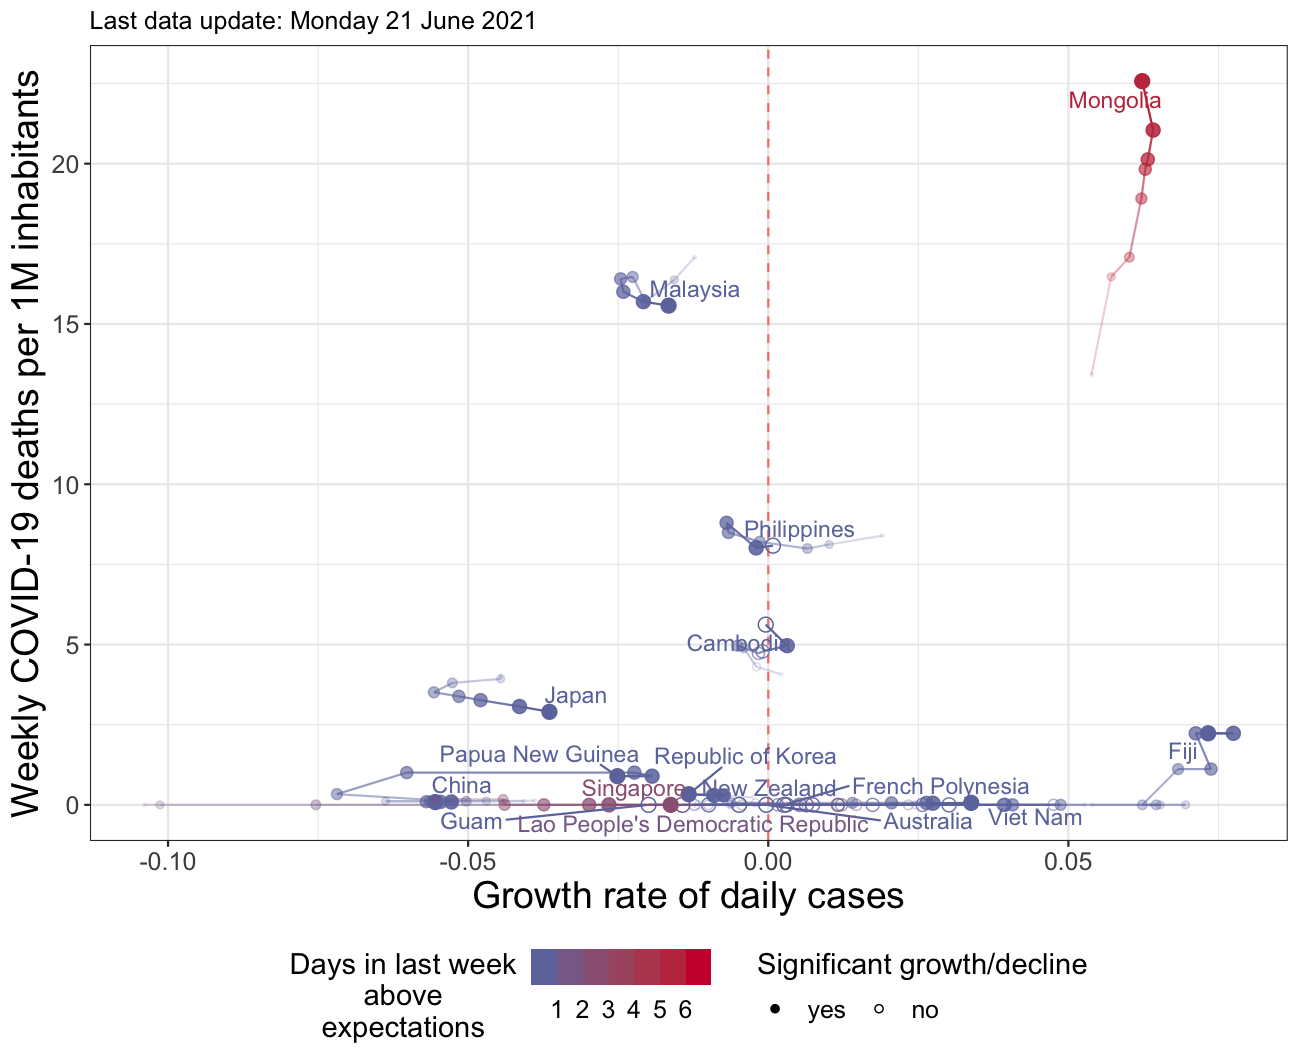 Last data update: Monday 21 June 2021
Weekly COVID-19 deaths per 1M inhabitants
20
15
10
5
0
Mongolia
Malaysia
Philippines
Cambodia
Japan
Fiji
Papua New Guinea
Republic of Korea
China
Singapore
New Zealand
French Polynesia
Guam
Lao People's Democratic Republic
Australia
Viet Nam
-0.10
-0.05
0.00
0.05
Growth rate of daily cases
Days in last week
above
expectations
1 2 3 4 5 6
Significant growth/decline
yes
no